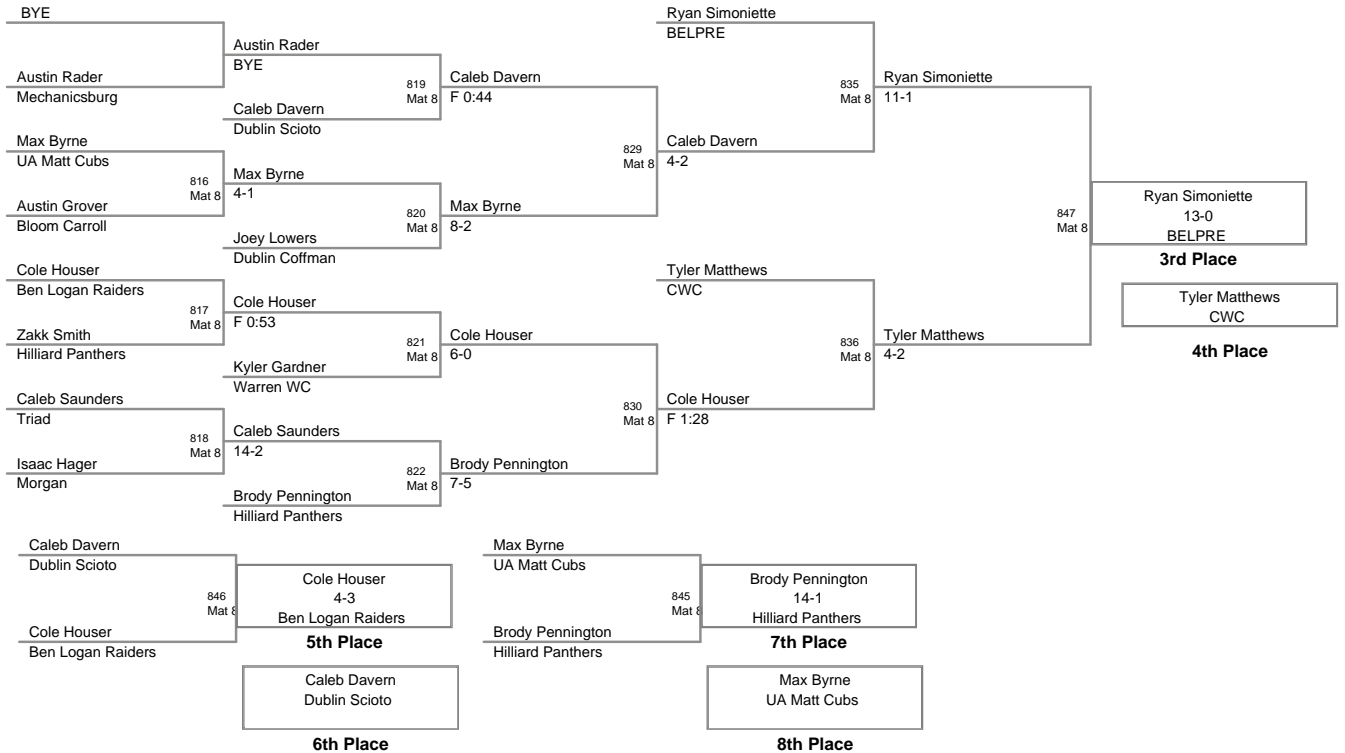 BYE
Austin Rader
Mechanicsburg
Max Byrne
UA Matt Cubs
Austin Grover
Bloom Carroll
Cole Houser
Ben Logan Raiders
Zakk Smith
Hilliard Panthers
Caleb Saunders
Triad
Isaac Hager
Morgan
816
Mat 8
817
Mat 8
818
Mat 8
Austin Rader
BYE
Caleb Davern
Dublin Scioto
Max Byrne
4-1
Joey Lowers
Dublin Coffman
Cole Houser
F 0:53
Kyler Gardner
Warren WC
Caleb Saunders
14-2
Brody Pennington
Hilliard Panthers
819
Mat 8
820
Mat 8
821
Mat 8
822
Mat 8
Caleb Davern
F 0:44
Max Byrne
8-2
Cole Houser
6-0
Brody Pennington
7-5
829
Mat 8
830
Mat 8
Ryan Simoniette
BELPRE
Caleb Davern
4-2
Tyler Matthews
CWC
Cole Houser
F 1:28
835
Mat 8
836
Mat 8
Ryan Simoniette
11-1
Tyler Matthews
4-2
847
Mat 8
Ryan Simoniette
13-0
BELPRE
3rd Place
Tyler Matthews
CWC
4th Place
Caleb Davern
Dublin Scioto
846
Mat 8
Cole Houser
Ben Logan Raiders
Cole Houser
4-3
Ben Logan Raiders
5th Place
Caleb Davern
Dublin Scioto
6th Place
Max Byrne
UA Matt Cubs
845
Mat 8
Brody Pennington
Hilliard Panthers
Brody Pennington
14-1
Hilliard Panthers
7th Place
Max Byrne
UA Matt Cubs
8th Place